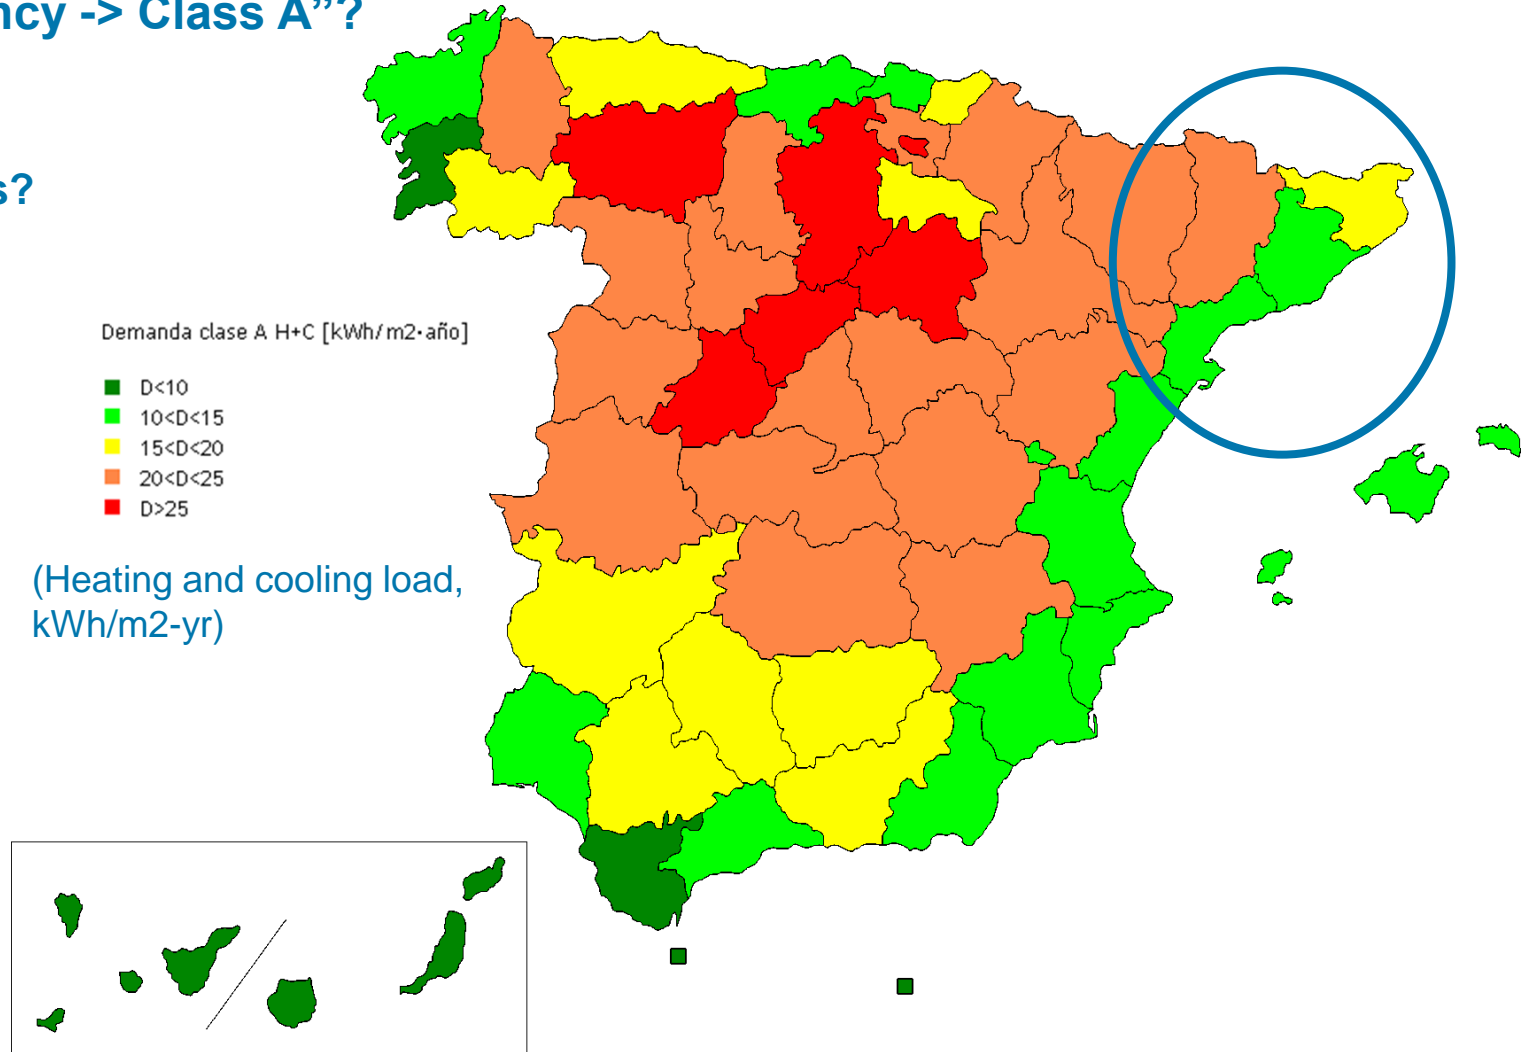 ncy -> Class A”?
s?
Demanda clase A H+C [kWh/m2·año]
D<10
10<D<15
15<D<20
20<D<25
D>25
(Heating and cooling load,
kWh/m2-yr)